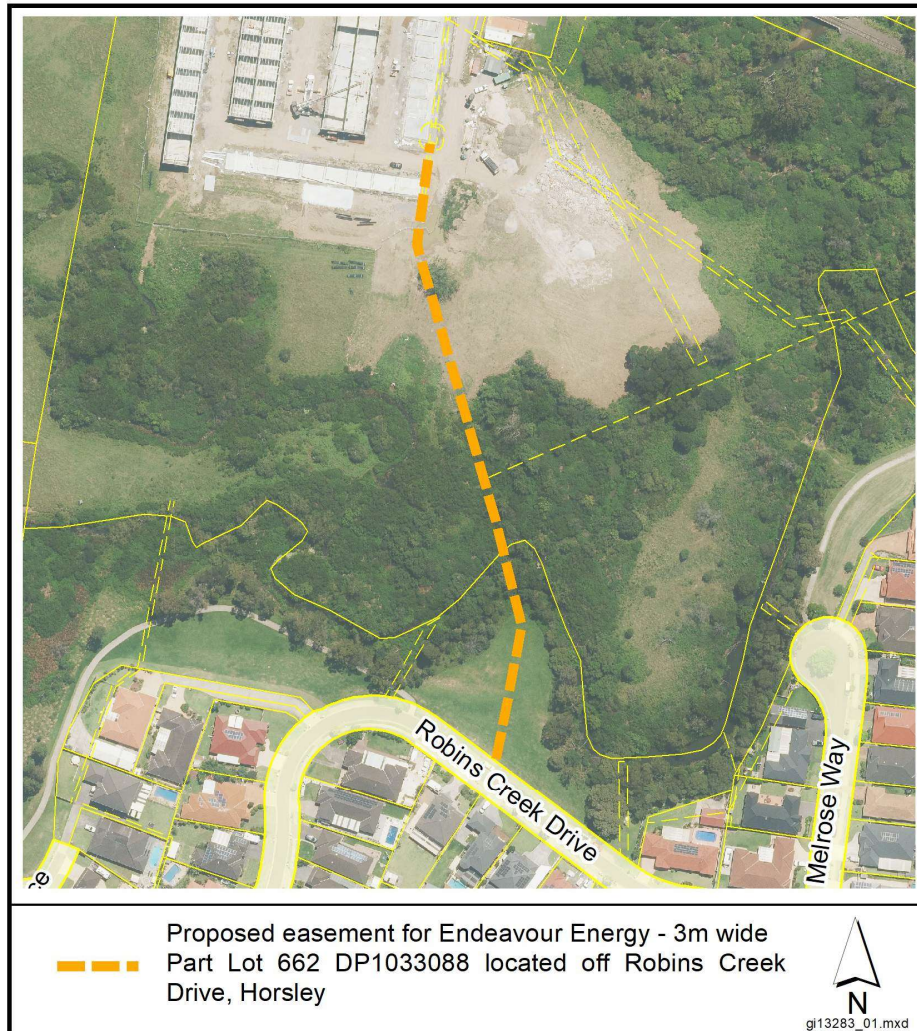 Robins Creek Drive
Melrose Way
ce
Proposed easement for Endeavour Energy - 3m wide
Part Lot 662 DP1033088 located off Robins Creek
Drive, Horsley
N
gi13283_01.mxd